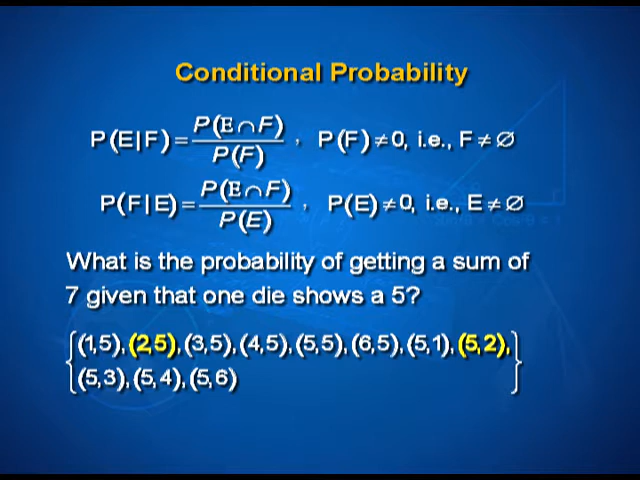 Conditional Probability
P(E|F) = P(E∩F) / P(F) , P(F) ≠ 0, i.e., F ≠ ∅
P(F|E) = P(E∩F) / P(E) , P(E) ≠ 0, i.e., E ≠ ∅
What is the probability of getting a sum of
7 given that one die shows a 5?
{(1,5), (2,5), (3,5), (4,5), (5,5), (6,5), (5,1), (5,2),
(5,3), (5,4), (5,6)}